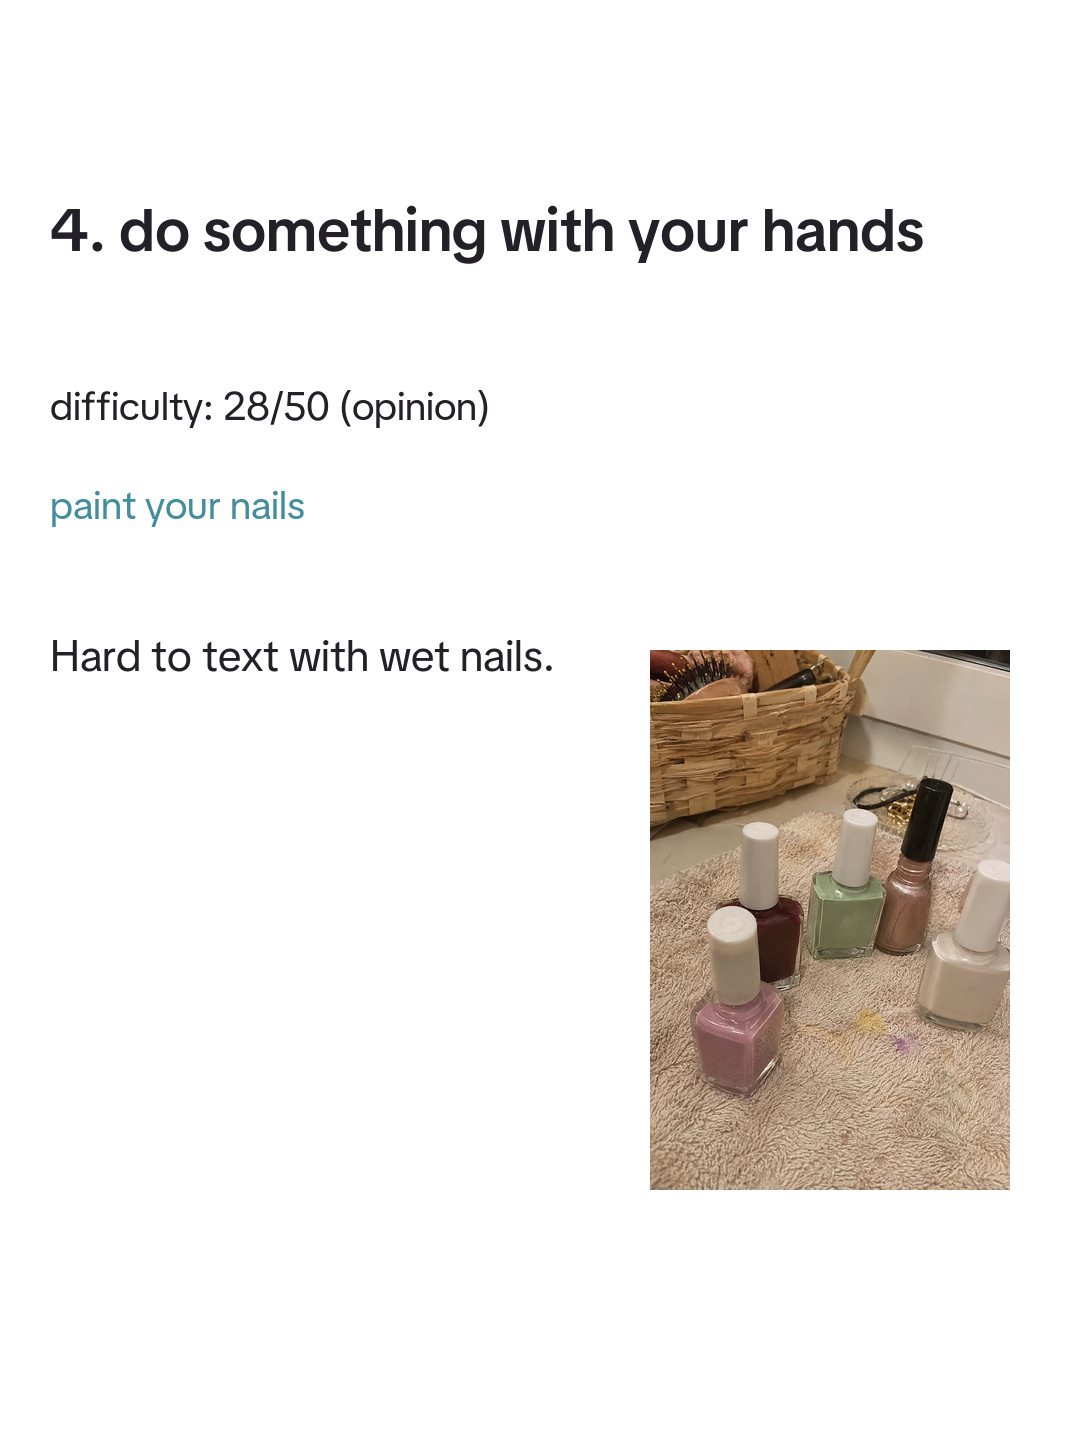 4. do something with your hands
difficulty: 28/50 (opinion)
paint your nails
Hard to text with wet nails.